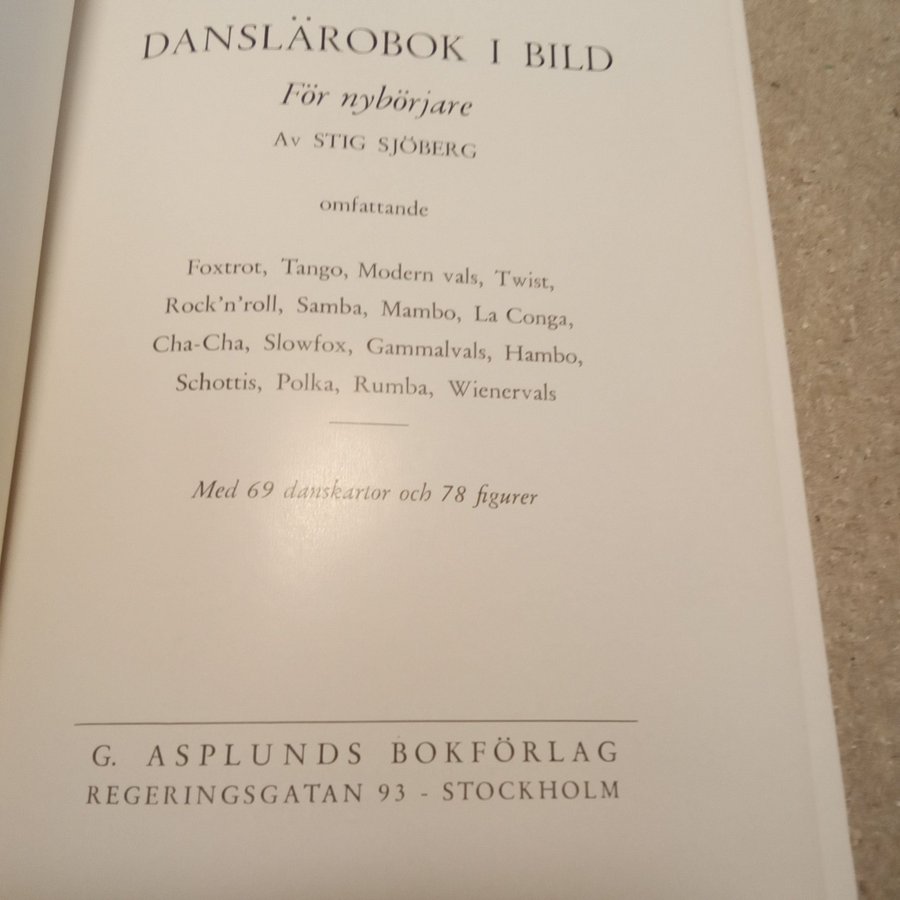 DANSLÄROBOK I BILD
För nybörjare
Av STIG SJÖBERG
omfattande
Foxtrot, Tango, Modern vals, Twist,
Rock'n'roll, Samba, Mambo, La Conga,
Cha-Cha, Slowfox, Gammalvals, Hambo,
Schottis, Polka, Rumba, Wienervals
Med 69 danskartor och 78 figurer
G. ASPLUNDS BOKFÖRLAG
REGERINGSGATAN 93 - STOCKHOLM